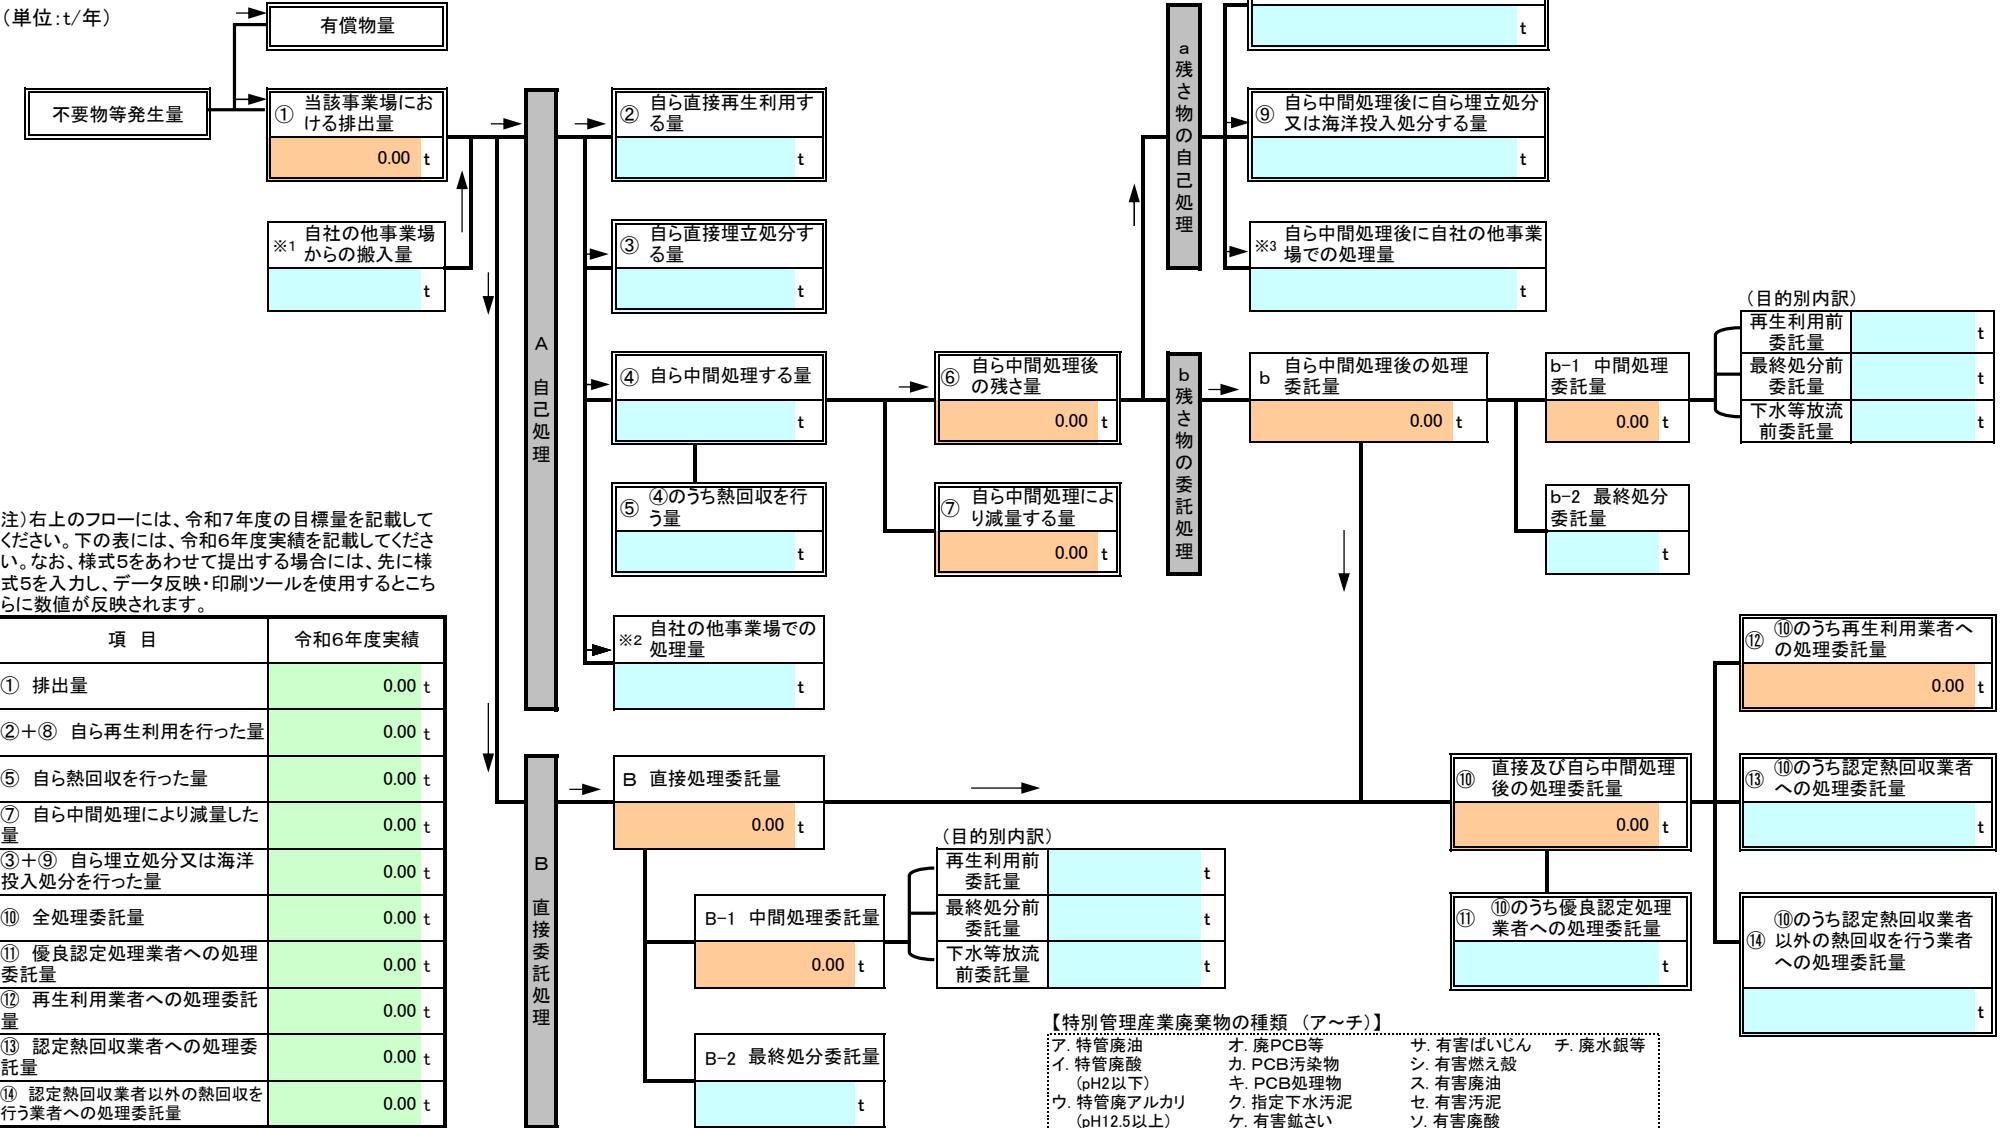 (単位:t/年)
有償物量
不要物等発生量
① 当該事業場にお
ける排出量
0.00 t
※1 自社の他事業場
からの搬入量
t
A 自己処理
② 自ら直接再生利用す
る量
t
③ 自ら直接埋立処分す
る量
t
④ 自ら中間処理する量
t
⑤ ④のうち熱回収を行
う量
t
※2 自社の他事業場での
処理量
t
⑥ 自ら中間処理後
の残さ量
0.00 t
⑦ 自ら中間処理によ
り減量する量
0.00 t
a残さ物の自己処理
t
⑨ 自ら中間処理後に自ら埋立処分
又は海洋投入処分する量
t
※3 自ら中間処理後に自社の他事業
場での処理量
t
b残さ物の委託処理
b 自ら中間処理後の処理
委託量
0.00 t
b-1 中間処理
委託量
0.00 t
(目的別内訳)
再生利用前
委託量
t
最終処分前
委託量
t
下水等放流
前委託量
t
b-2 最終処分
委託量
t
注)右上のフローには、令和7年度の目標量を記載して
ください。下の表には、令和6年度実績を記載してくださ
い。なお、様式5をあわせて提出する場合には、先に様
式5を入力し、データ反映・印刷ツールを使用するとこち
らに数値が反映されます。
項 目 令和6年度実績
① 排出量 0.00 t
②+⑧ 自ら再生利用を行った量 0.00 t
⑤ 自ら熱回収を行った量 0.00 t
⑦ 自ら中間処理により減量した
量 0.00 t
③+⑨ 自ら埋立処分又は海洋
投入処分を行った量 0.00 t
⑩ 全処理委託量 0.00 t
⑪ 優良認定処理業者への処理
委託量 0.00 t
⑫ 再生利用業者への処理委託
量 0.00 t
⑬ 認定熱回収業者への処理委
託量 0.00 t
⑭ 認定熱回収業者以外の熱回収を
行う業者への処理委託量 0.00 t
B 直接委託処理
B 直接処理委託量
0.00 t
B-1 中間処理委託量
0.00 t
(目的別内訳)
再生利用前
委託量
t
最終処分前
委託量
t
下水等放流
前委託量
t
B-2 最終処分委託量
t
⑩ 直接及び自ら中間処理
後の処理委託量
0.00 t
⑪ ⑩のうち優良認定処理
業者への処理委託量
t
⑫ ⑩のうち再生利用業者へ
の処理委託量
0.00 t
⑬ ⑩のうち認定熱回収業者
への処理委託量
t
⑭ ⑩のうち認定熱回収業者
以外の熱回収を行う業者
への処理委託量
t
【特別管理産業廃棄物の種類 (ア~チ)】
ア. 特管廃油 オ. 廃PCB等 サ. 有害ばいじん チ. 廃水銀等
イ. 特管廃酸 カ. PCB汚染物 シ. 有害燃え殻
(pH2以下) キ. PCB処理物 ス. 有害廃油
ウ. 特管廃アルカリ ク. 指定下水汚泥 セ. 有害汚泥
(pH12.5以上) ケ. 有害鉱さい ソ. 有害廃酸